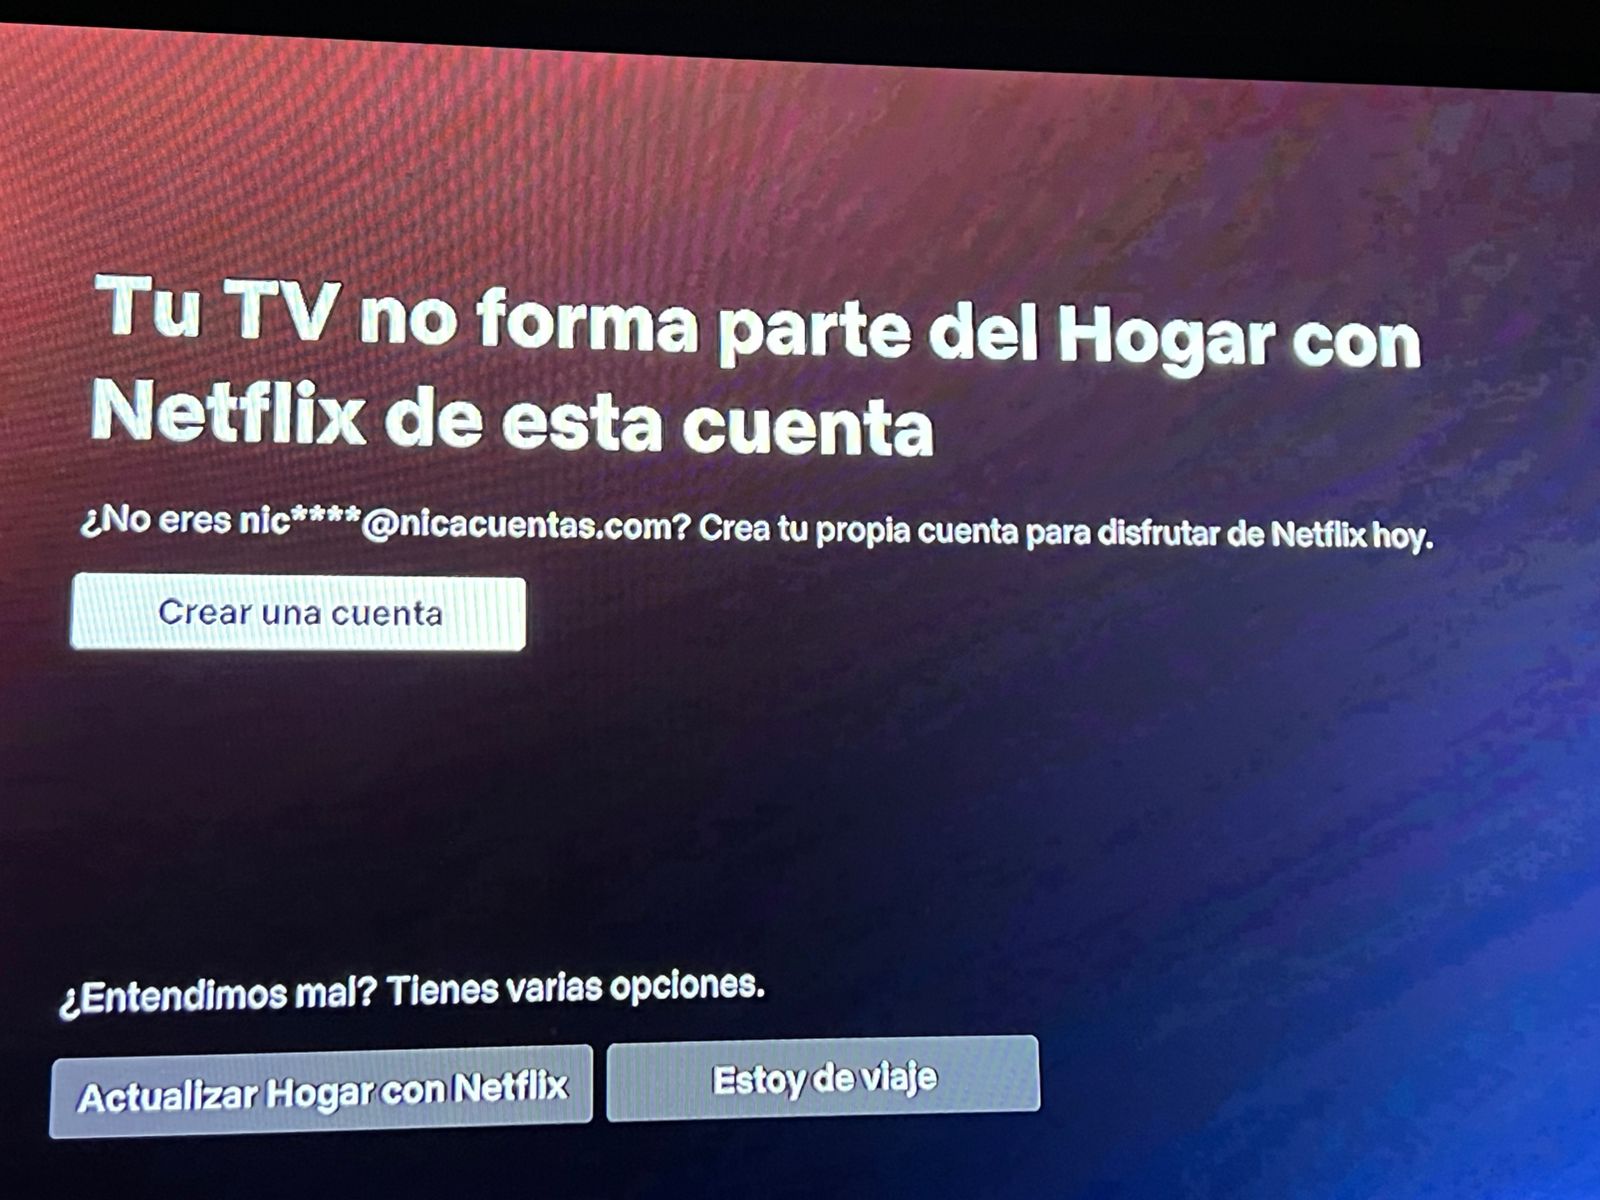 Tu TV no forma parte del Hogar con
Netflix de esta cuenta
¿No eres nic****@nicacuentas.com? Crea tu propia cuenta para disfrutar de Netflix hoy.
Crear una cuenta
¿Entendimos mal? Tienes varias opciones.
Actualizar Hogar con Netflix
Estoy de viaje